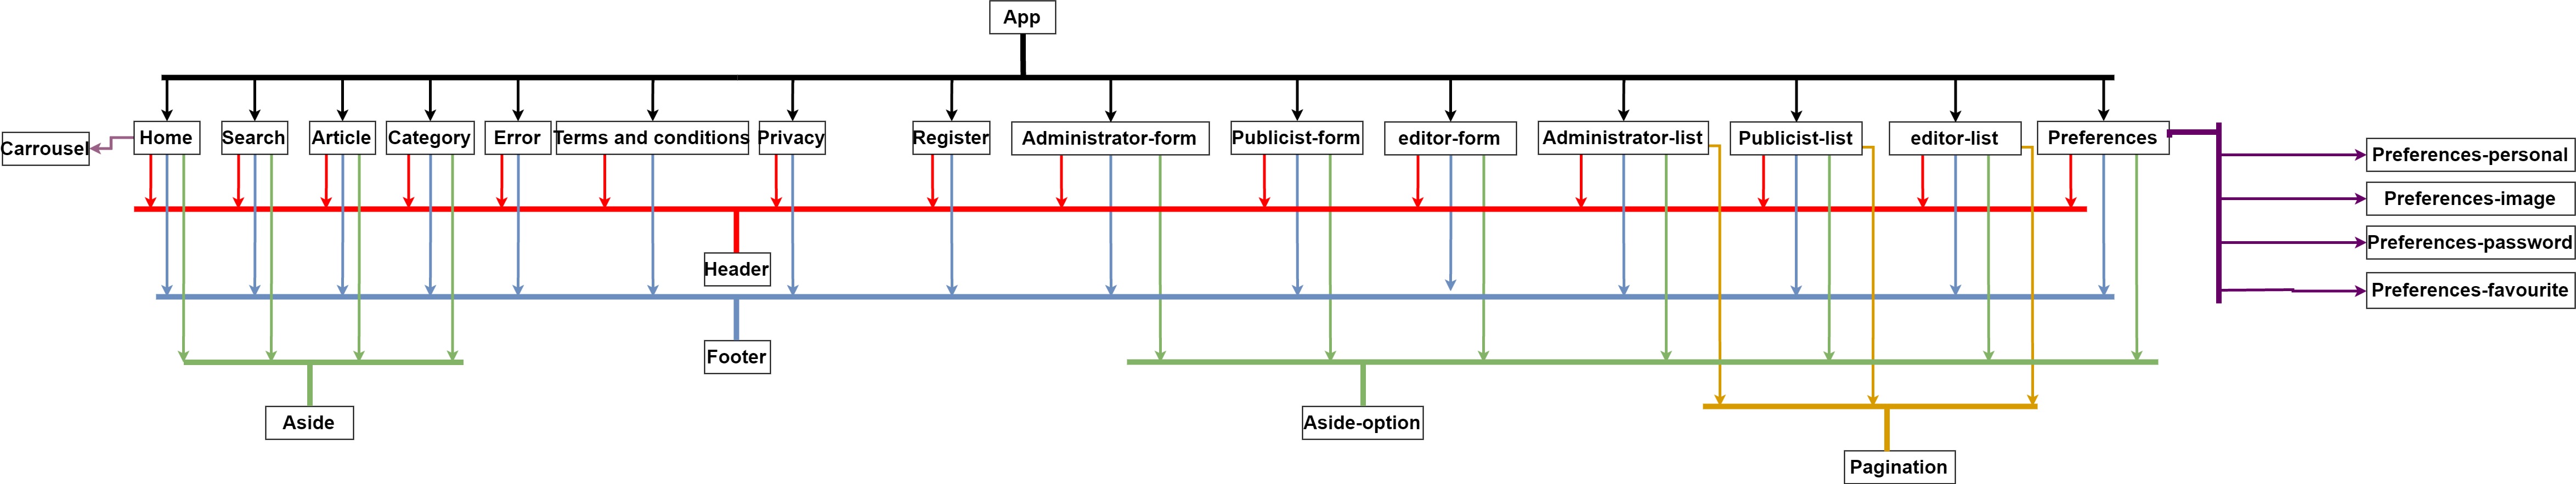 App
Home
Search
Article
Category
Error
Terms and conditions
Privacy
Register
Administrator-form
Publicist-form
editor-form
Administrator-list
Publicist-list
editor-list
Preferences
Carrousel
Preferences-personal
Preferences-image
Preferences-password
Preferences-favourite
Header
Footer
Aside
Aside-option
Pagination